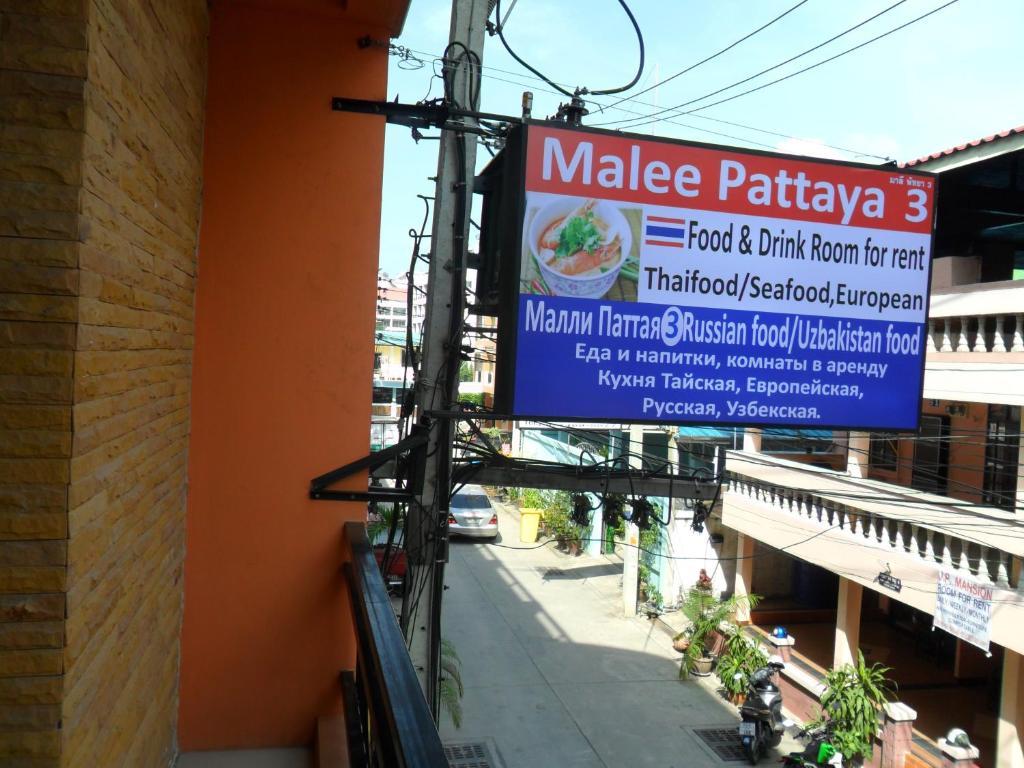 Malee Pattaya 3
มาลี พัทยา 3
Food & Drink Room for rent
Thaifood/Seafood,European
Малли Паттая 3 Russian food/Uzbakistan food
Еда и напитки, комнаты в аренду
Кухня Тайская, Европейская,
Русская, Узбекская.
MANSION
ROOM FOR RENT